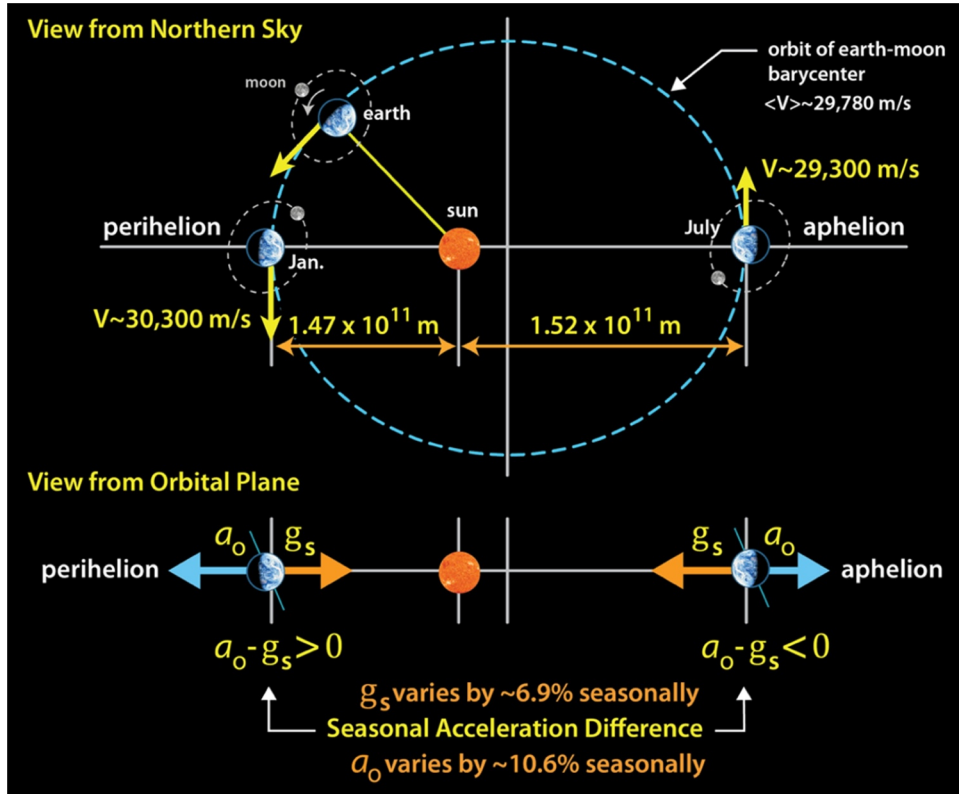 View from Northern Sky
orbit of earth-moon
barycenter
<V>~29,780 m/s
moon
earth
V~29,300 m/s
sun
perihelion
July
aphelion
Jan.
V~30,300 m/s
1.47 x 10¹¹ m
1.52 x 10¹¹ m
View from Orbital Plane
aₒ
gₛ
gₛ
aₒ
perihelion
aphelion
aₒ-gₛ>0
aₒ-gₛ<0
gₛ varies by ~6.9% seasonally
Seasonal Acceleration Difference
aₒ varies by ~10.6% seasonally